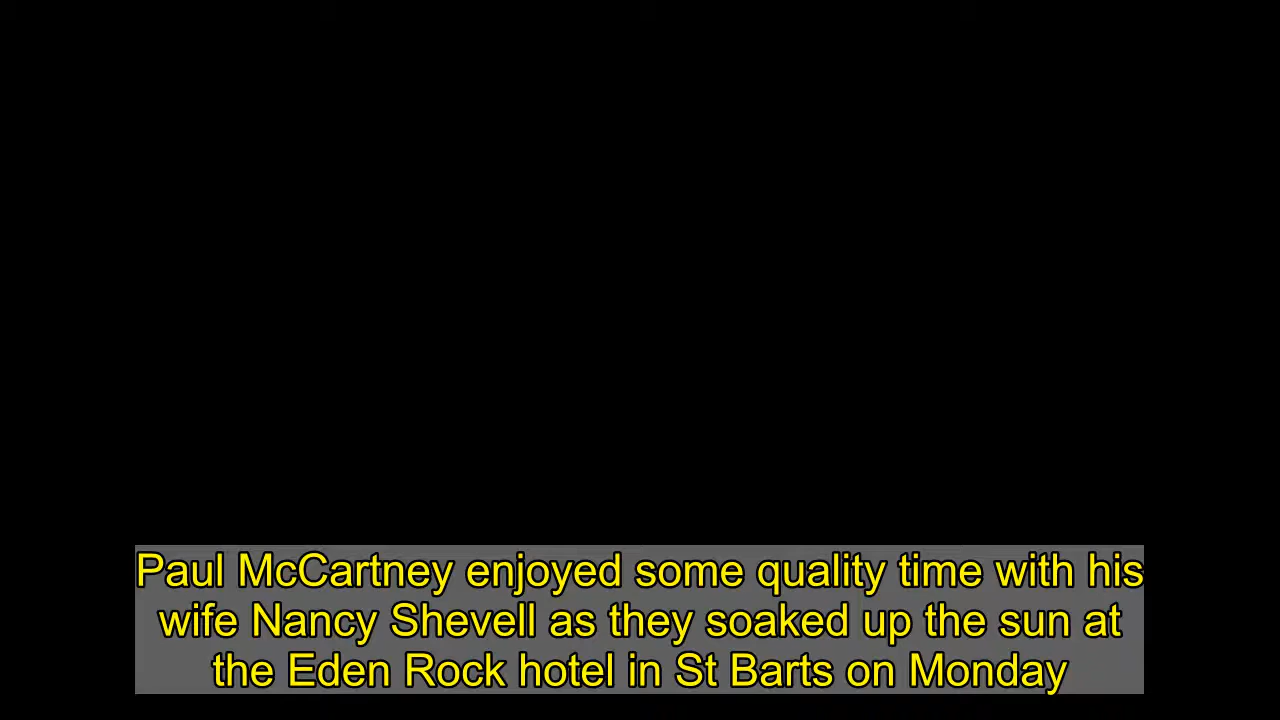 Paul McCartney enjoyed some quality time with his
wife Nancy Shevell as they soaked up the sun at
the Eden Rock hotel in St Barts on Monday